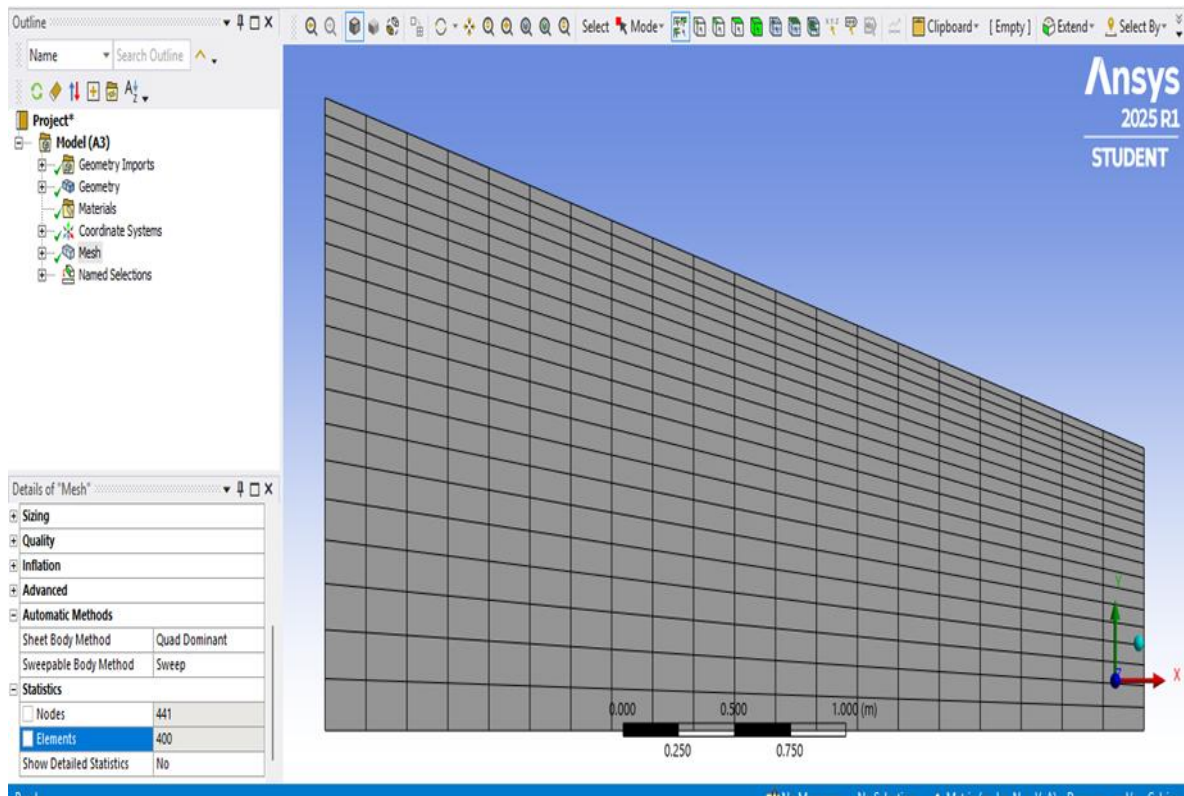 Outline
Name
Search Outline
Project*
Model (A3)
Geometry Imports
Geometry
Materials
Coordinate Systems
Mesh
Named Selections
Details of "Mesh"
Sizing
Quality
Inflation
Advanced
Automatic Methods
Sheet Body Method Quad Dominant
Sweepable Body Method Sweep
Statistics
Nodes 441
Elements 400
Show Detailed Statistics No
Select Mode Clipboard [Empty] Extend Select By
Ansys
2025 R1
STUDENT
Y
X
0.000 0.500 1.000 (m)
0.250 0.750